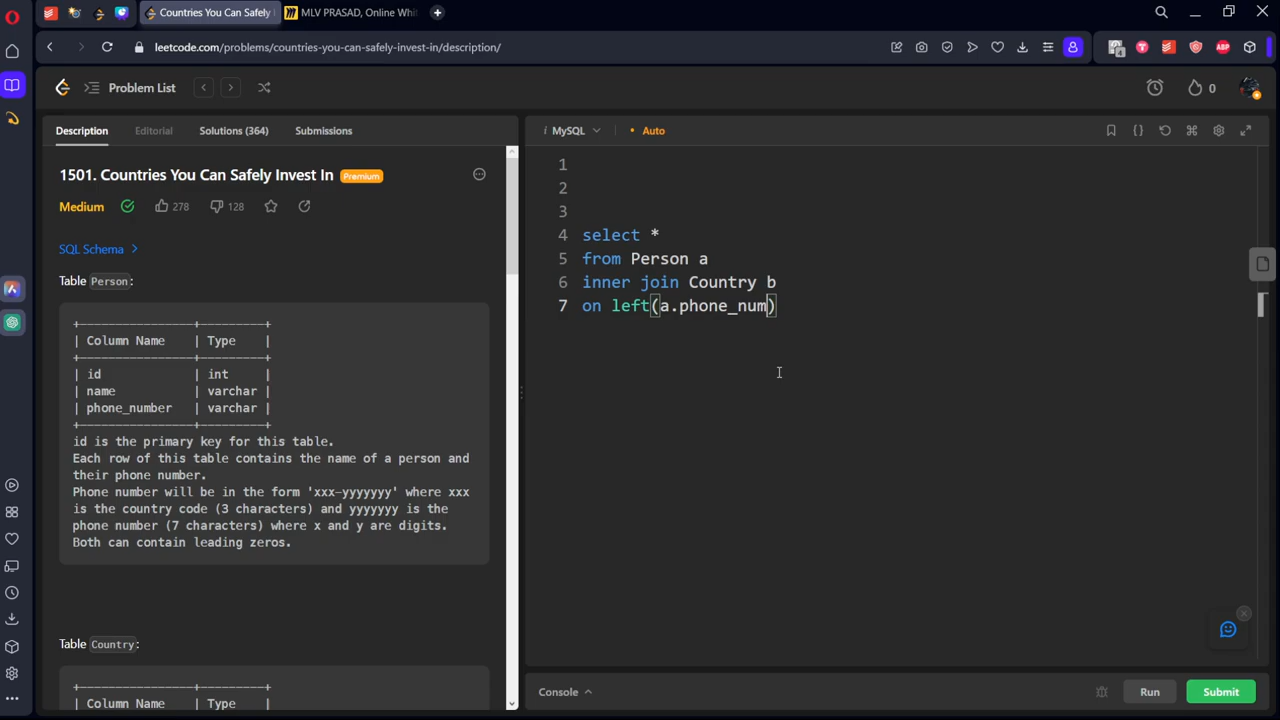 Countries You Can Safely
MLV PRASAD, Online Whit
leetcode.com/problems/countries-you-can-safely-invest-in/description/
4
ABP
Problem List
0
Description
Editorial
Solutions (364)
Submissions
1501. Countries You Can Safely Invest In
Premium
Medium
278
128
SQL Schema
Table Person:
+--------------+---------+
| Column Name | Type |
+--------------+---------+
| id | int |
| name | varchar |
| phone_number | varchar |
+--------------+---------+
id is the primary key for this table.
Each row of this table contains the name of a person and
their phone number.
Phone number will be in the form 'xxx-yyyyyyy' where xxx
is the country code (3 characters) and yyyyyyy is the
phone number (7 characters) where x and y are digits.
Both can contain leading zeros.
Table Country:
+--------------+---------+
| Column Name | Type |
i MySQL
• Auto
1
2
3
4 select *
5 from Person a
6 inner join Country b
7 on left(a.phone_num)
Console
Run
Submit